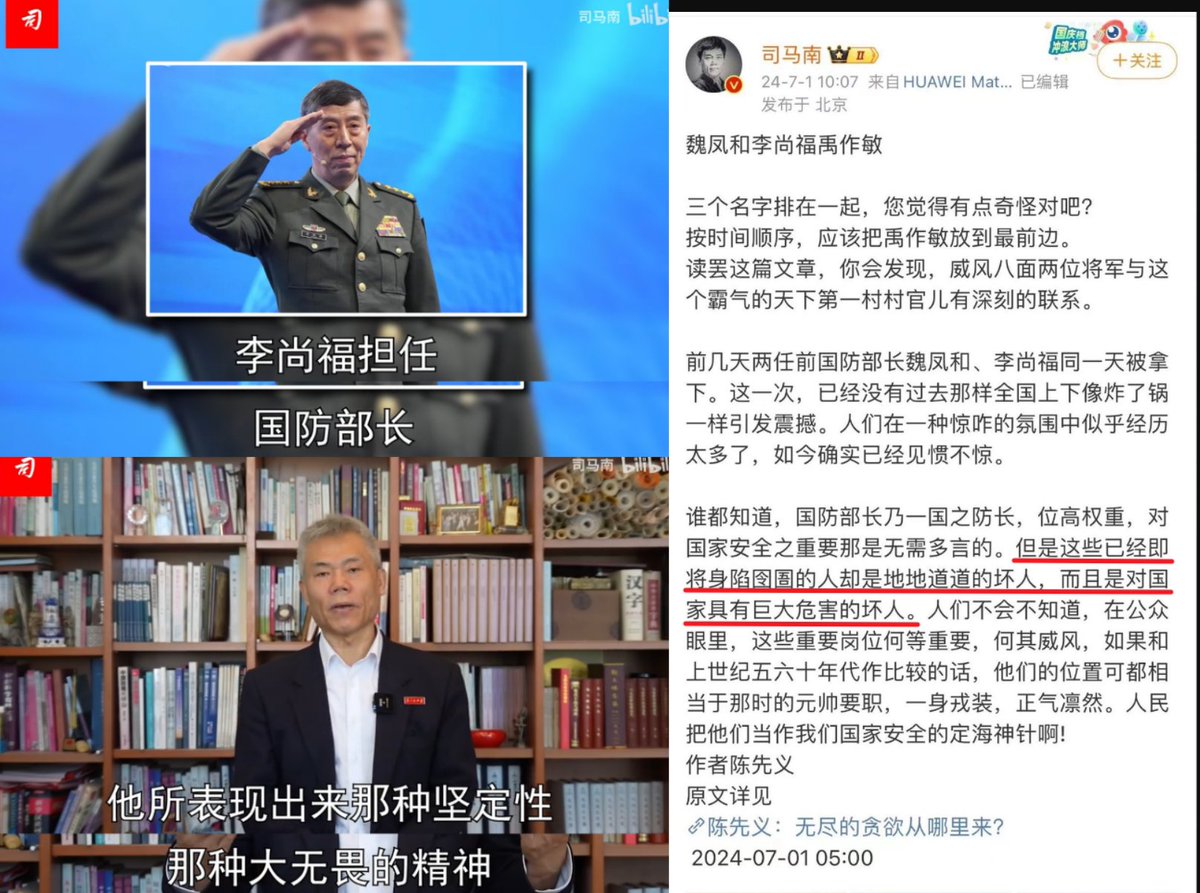 司
司马南 bilib
李尚福担任
国防部长
司
司马南 bilibil
汉字
他所表现出来那种坚定性
那种大无畏的精神
司马南 II
国庆档
冲浪大师
+关注
24-7-1 10:07 来自 HUAWEI Mat... 已编辑
发布于 北京
魏凤和李尚福禹作敏
三个名字排在一起，您觉得有点奇怪对吧？
按时间顺序，应该把禹作敏放到最前边。
读罢这篇文章，你会发现，威风八面两位将军与这
个霸气的天下第一村村官儿有深刻的联系。
前几天两任前国防部长魏凤和、李尚福同一天被拿
下。这一次，已经没有过去那样全国上下像炸了锅
一样引发震撼。人们在一种惊咋的氛围中似乎经历
太多了，如今确实已经见惯不惊。
谁都知道，国防部长乃一国之防长，位高权重，对
国家安全之重要那是无需多言的。但是这些已经即
将身陷囹圄的人却是地地道道的坏人，而且是对国
家具有巨大危害的坏人。人们不会不知道，在公众
眼里，这些重要岗位何等重要，何其威风，如果和
上世纪五六十年代作比较的话，他们的位置可都相
当于那时的元帅要职，一身戎装，正气凛然。人民
把他们当作我们国家安全的定海神针啊!
作者陈先义
原文详见
陈先义：无尽的贪欲从哪里来?
2024-07-01 05:00